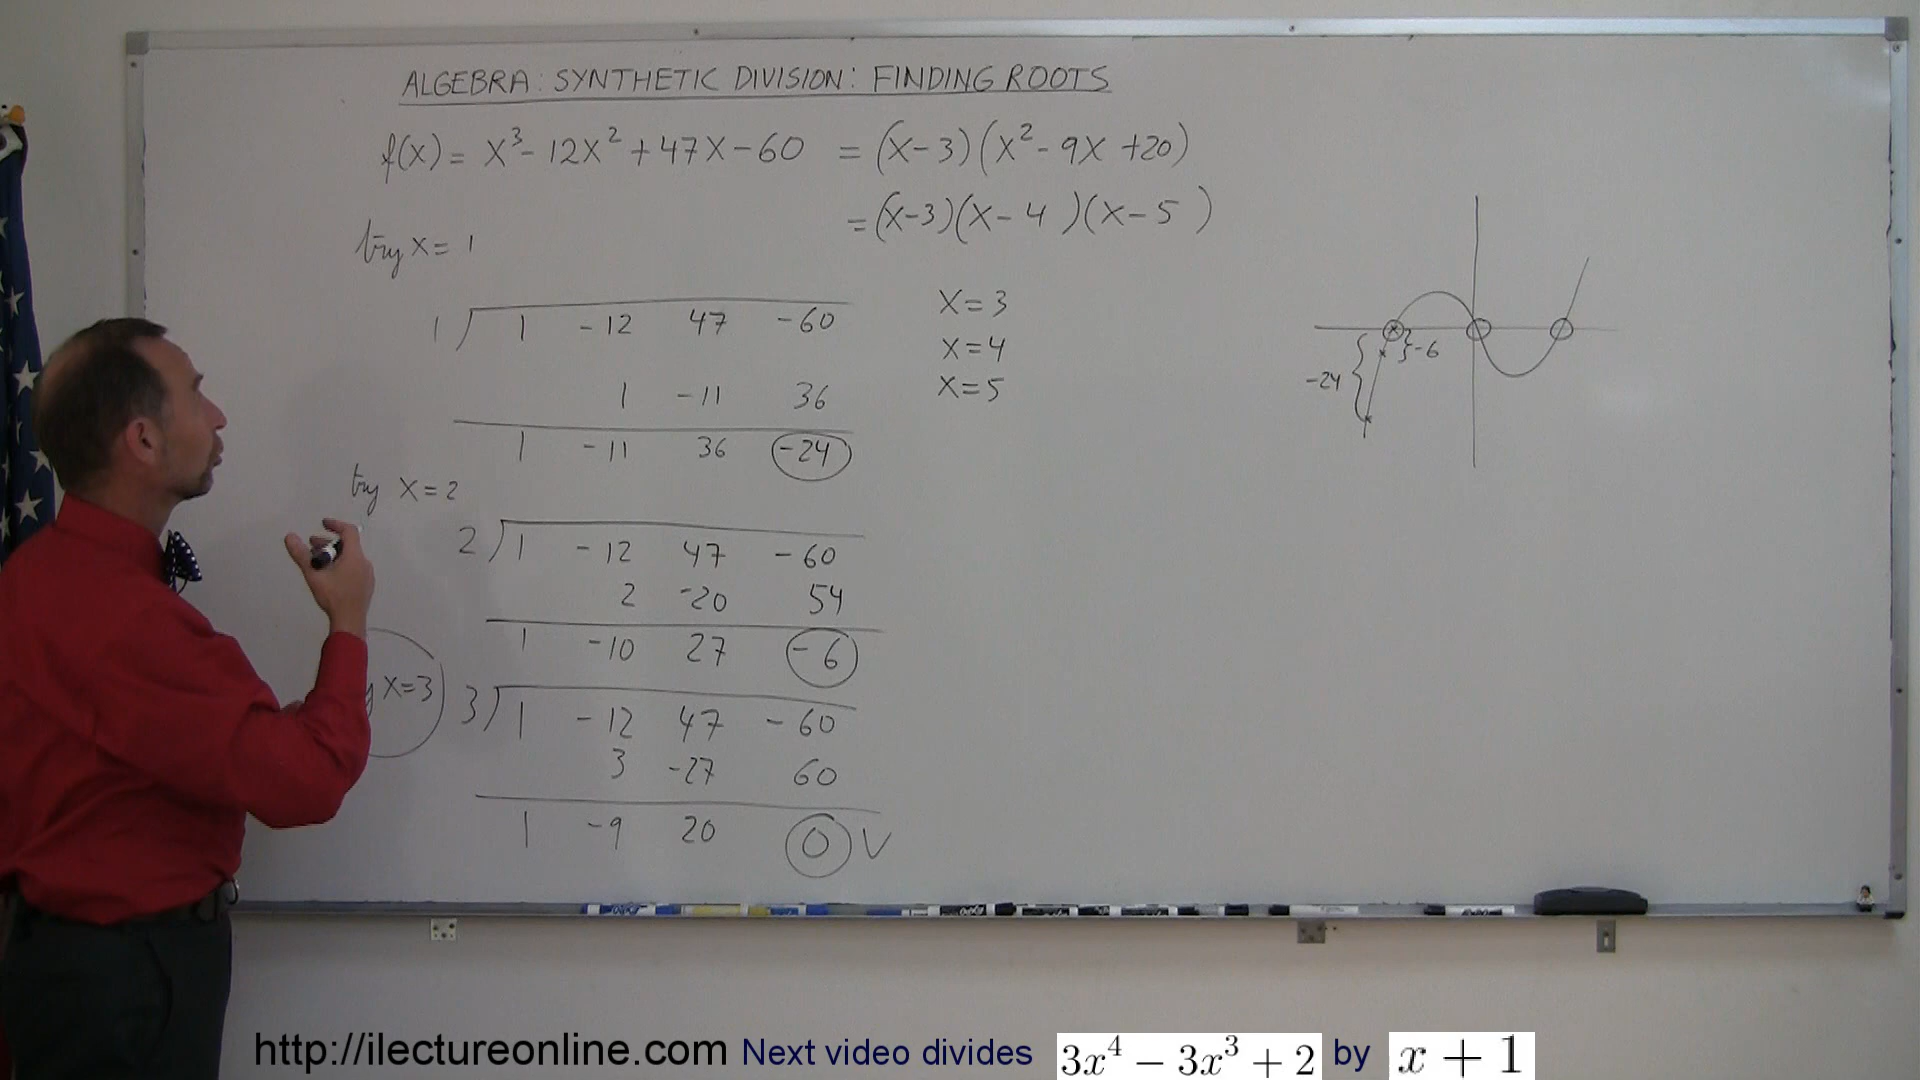 ALGEBRA: SYNTHETIC DIVISION: FINDING ROOTS
f(x) = x³ - 12x² + 47x - 60 = (x-3)(x² - 9x + 20)
= (x-3)(x-4)(x-5)
try x = 1
1 ) 1 -12 47 -60
1 -11 36
1 -11 36 -24
x=3
x=4
x=5
-6
-24
try x=2
2 ) 1 -12 47 -60
2 -20 54
1 -10 27 -6
x=3
3 ) 1 -12 47 -60
3 -27 60
1 -9 20 0 V
http://ilectureonline.com Next video divides 3x⁴ − 3x³ + 2 by x + 1